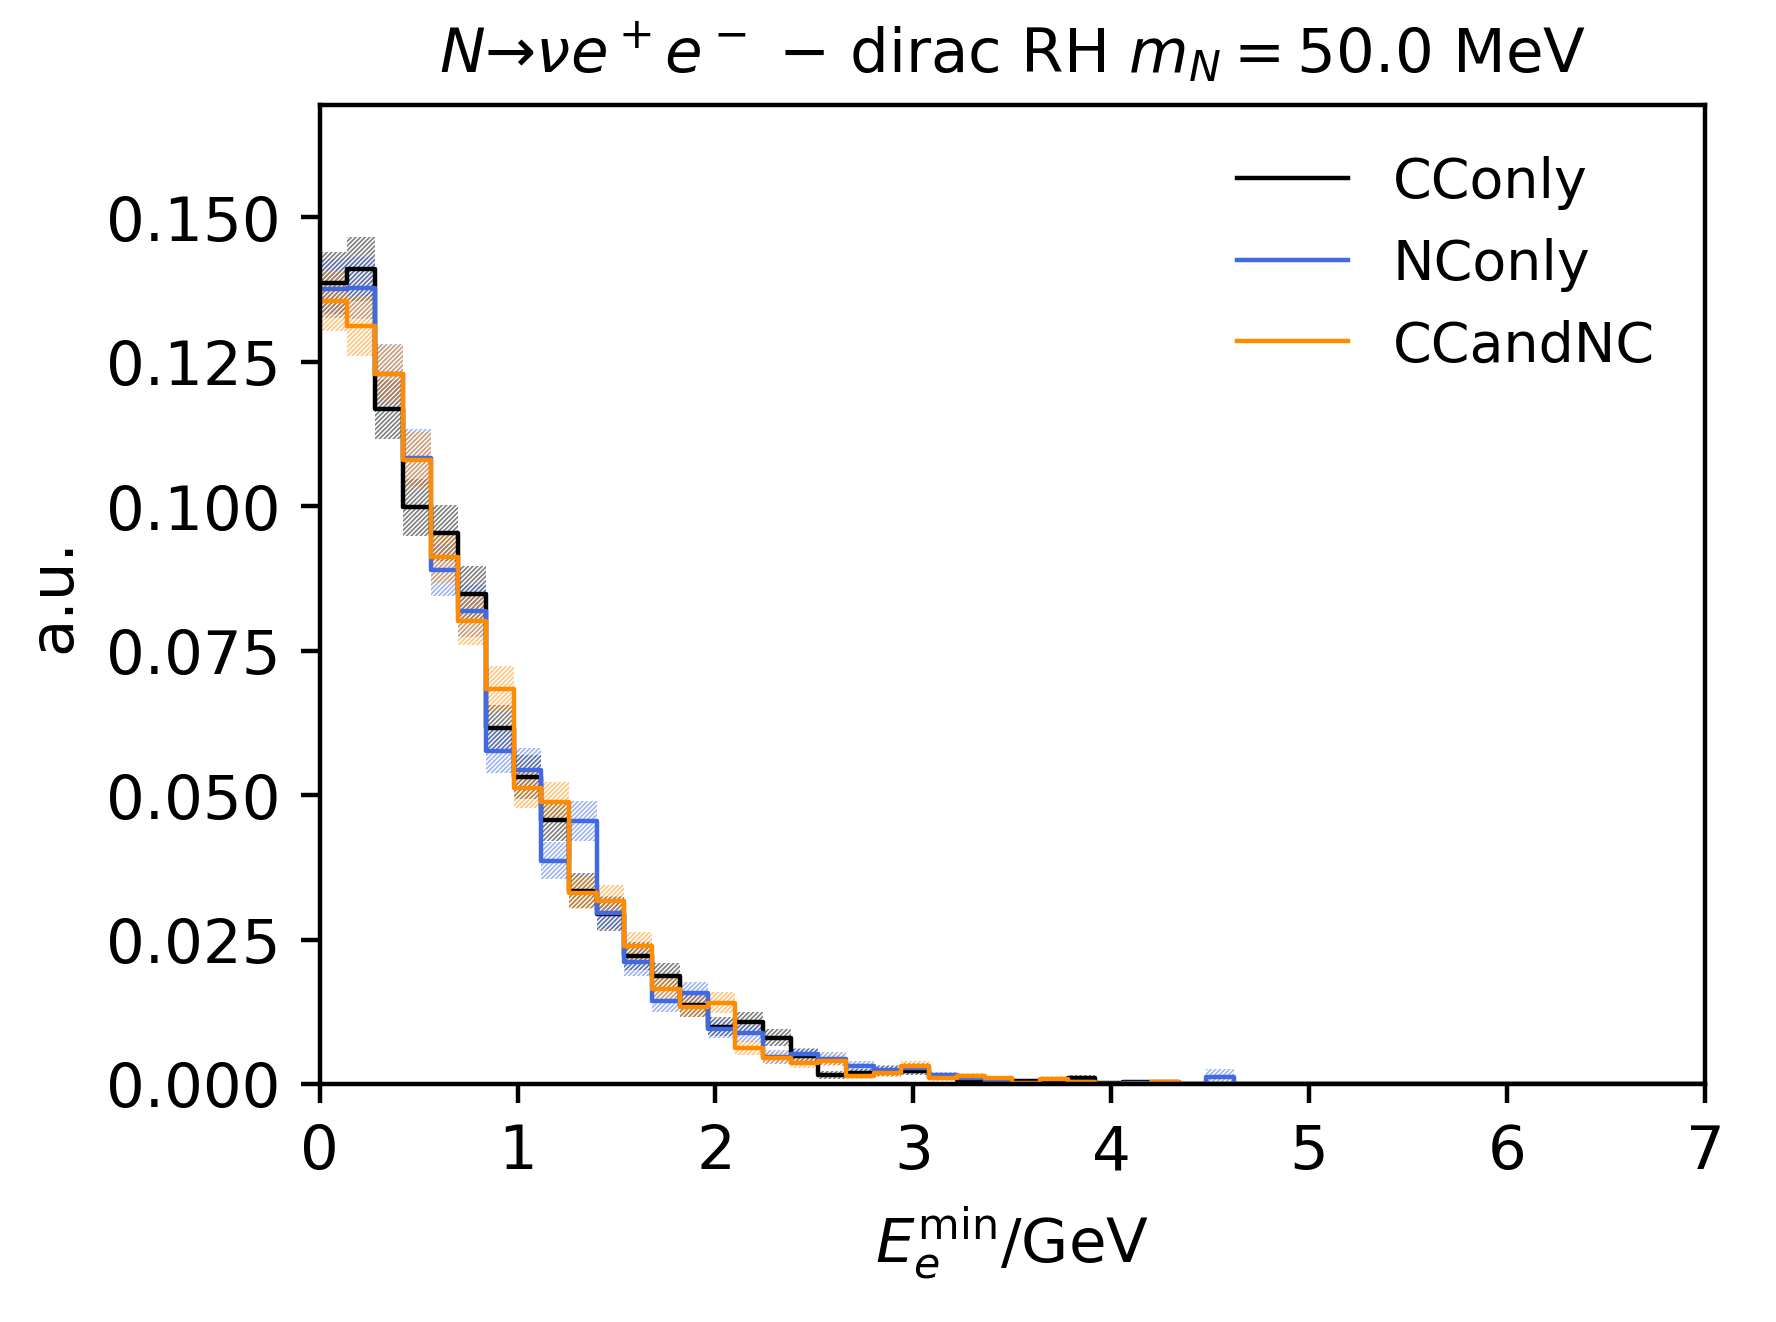 N→νe⁺e⁻ − dirac RH m_N = 50.0 MeV
CConly
NConly
CCandNC
0.150
0.125
0.100
0.075
0.050
0.025
0.000
a.u.
0 1 2 3 4 5 6 7
E_e^min/GeV